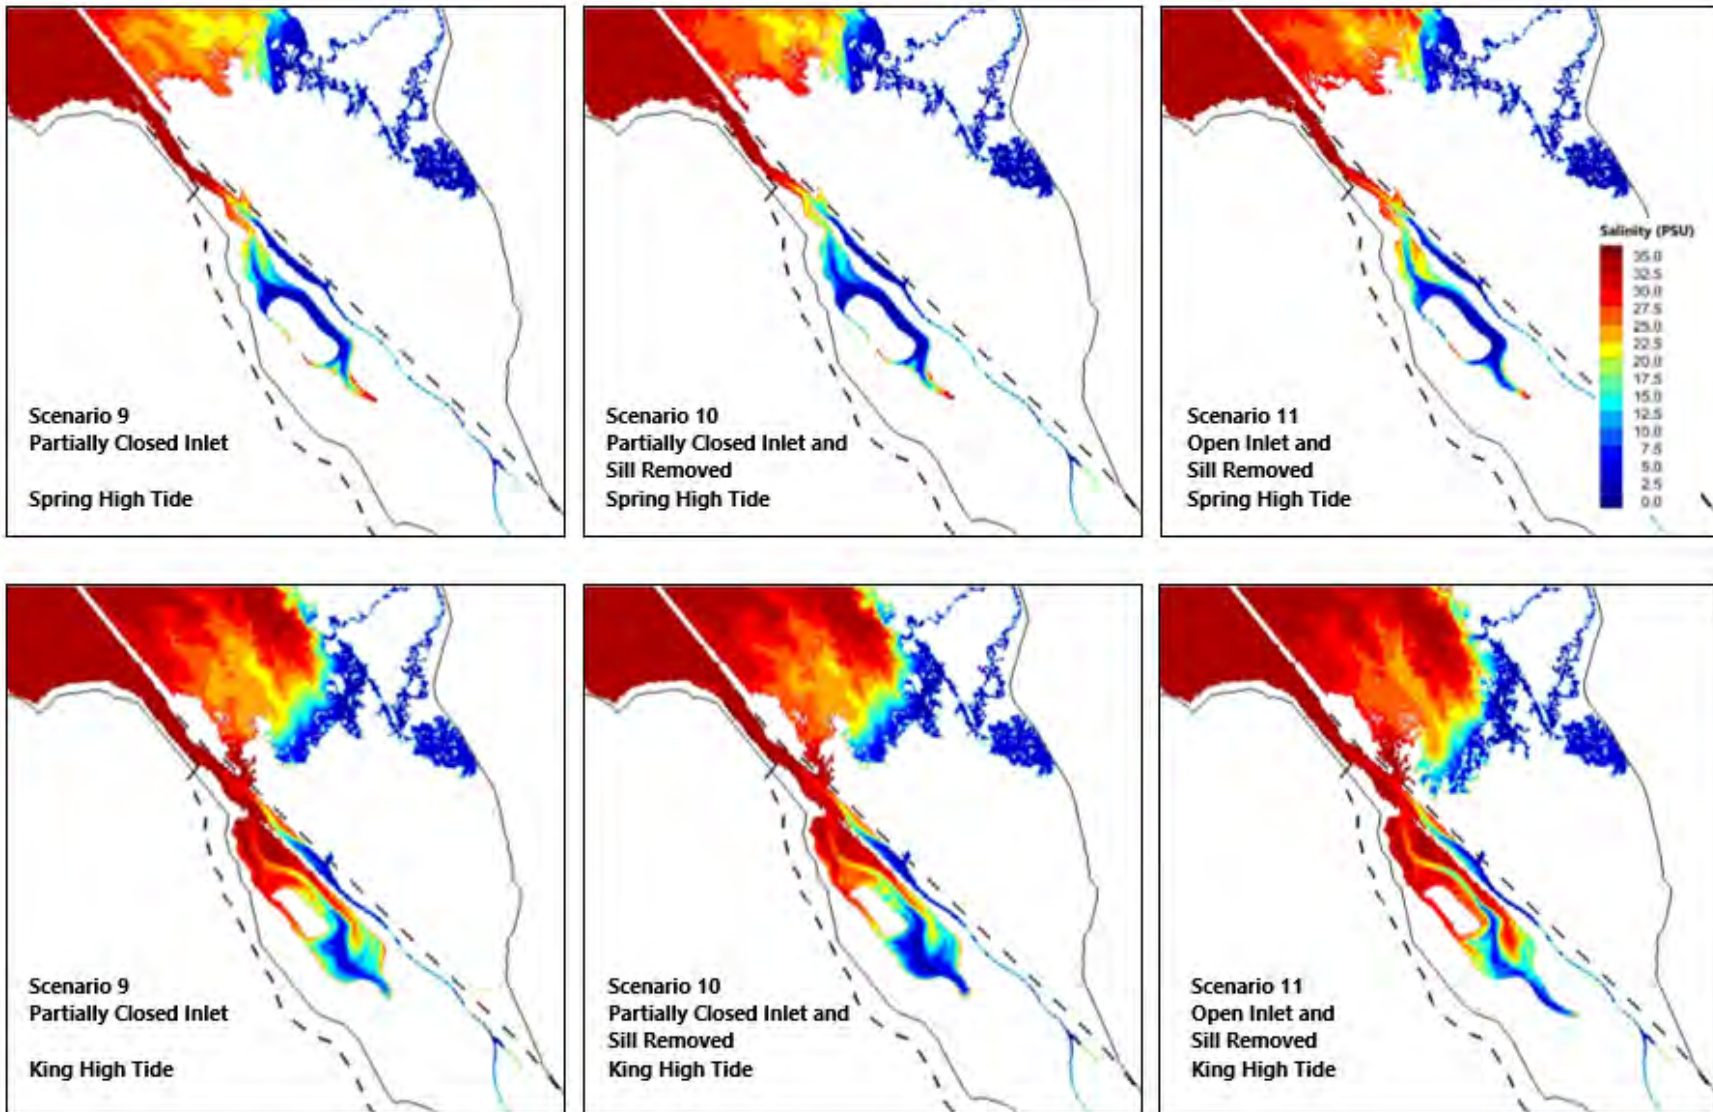 Scenario 9
Partially Closed Inlet
Spring High Tide
Scenario 10
Partially Closed Inlet and
Sill Removed
Spring High Tide
Scenario 11
Open Inlet and
Sill Removed
Spring High Tide
Salinity (PSU)
35.0
32.5
30.0
27.5
25.0
22.5
20.0
17.5
15.0
12.5
10.0
7.5
5.0
2.5
0.0
Scenario 9
Partially Closed Inlet
King High Tide
Scenario 10
Partially Closed Inlet and
Sill Removed
King High Tide
Scenario 11
Open Inlet and
Sill Removed
King High Tide